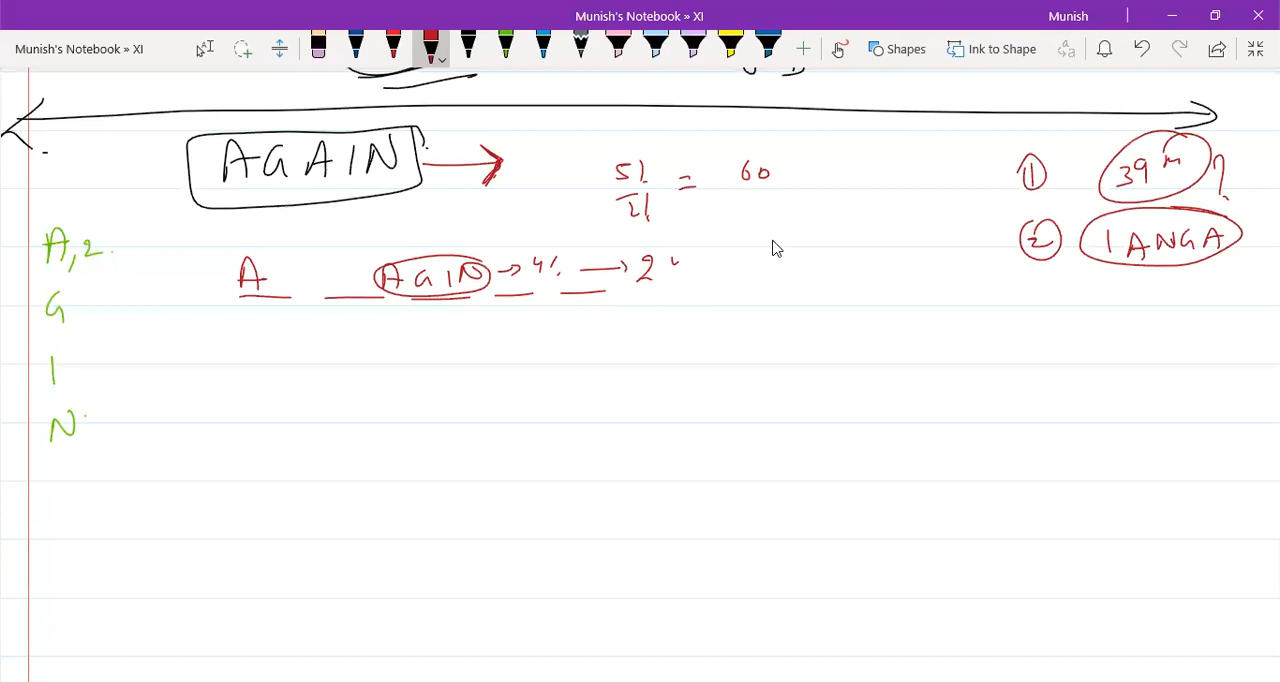 Munish's Notebook » XI
Munish
Munish's Notebook » XI
Shapes
Ink to Shape
AGAIN
5!/2! = 60
① 39th?
② IANGA
A,2
A AGIN → 4! → 2
G
I
N